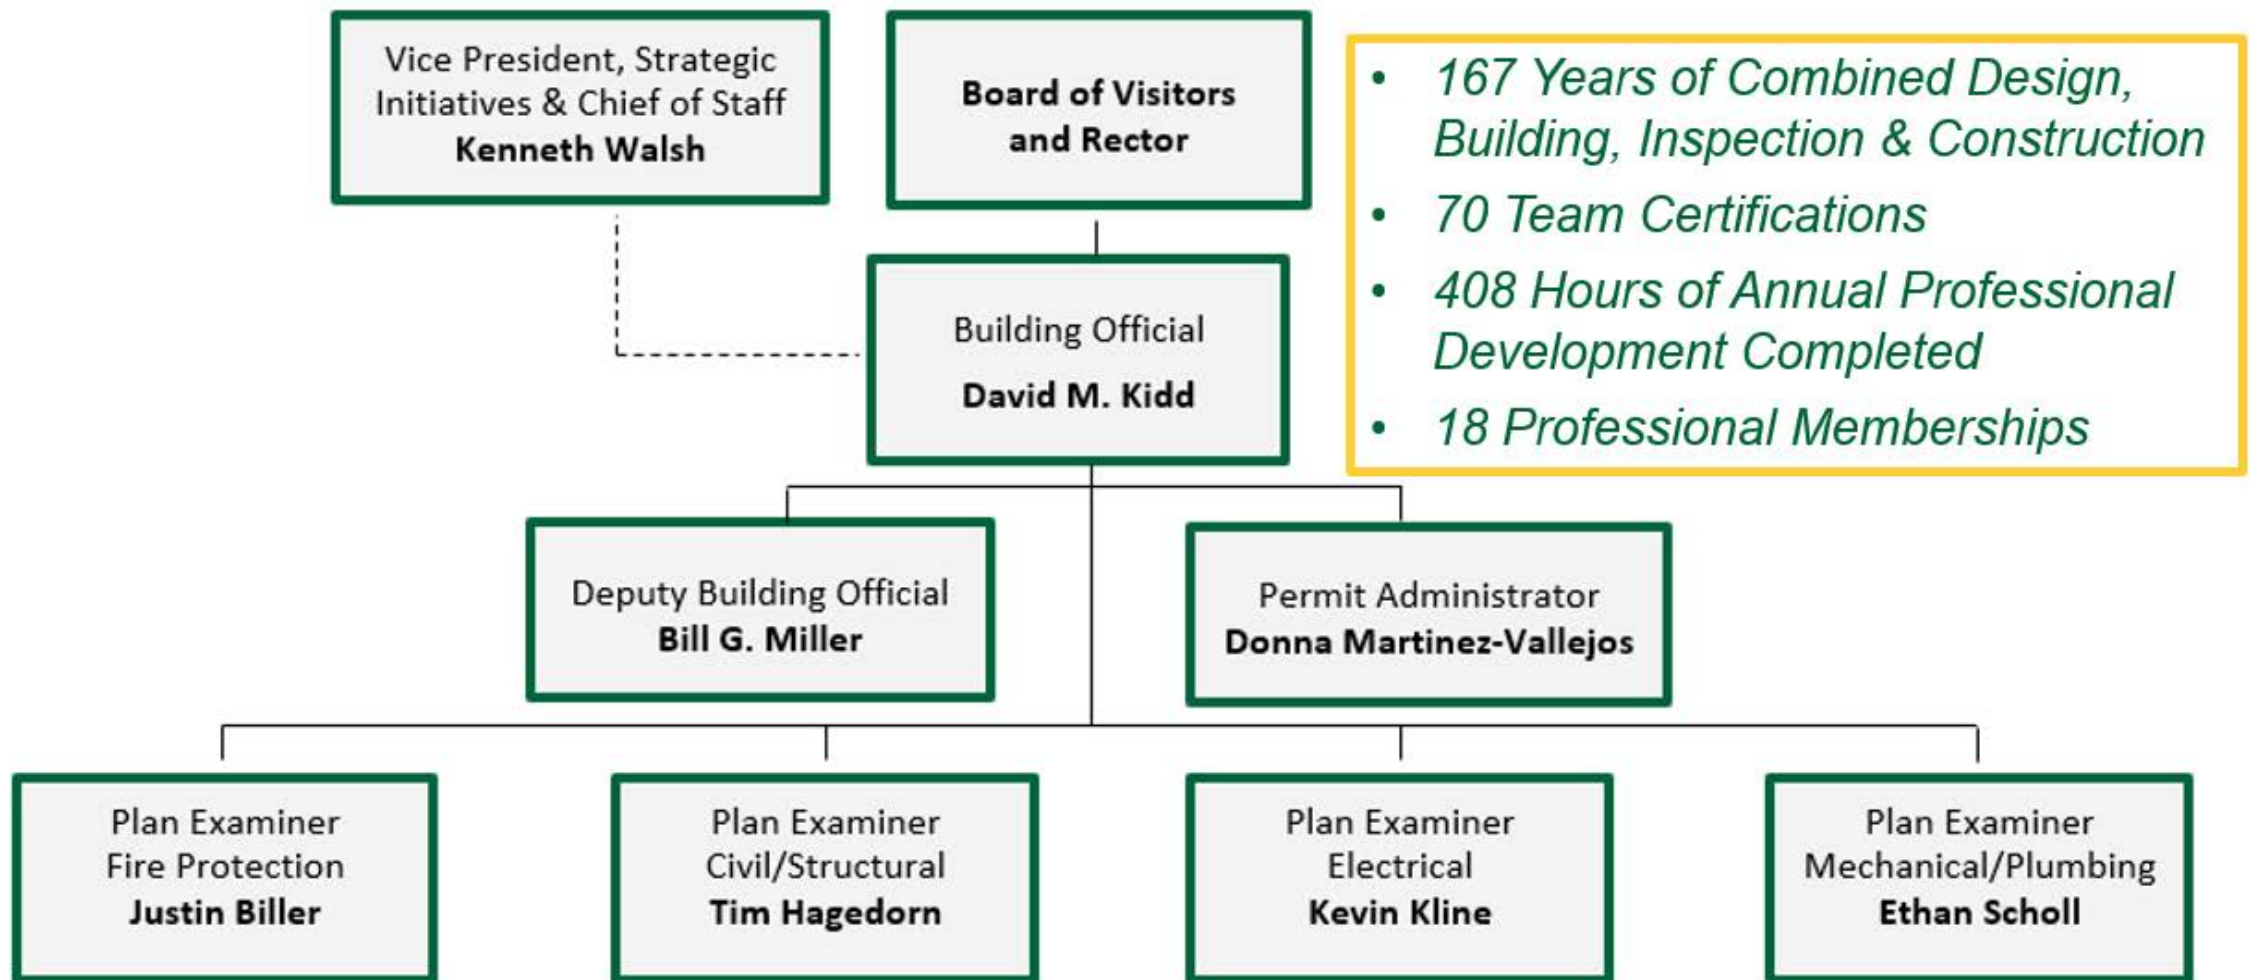 Vice President, Strategic
Initiatives & Chief of Staff
Kenneth Walsh
Board of Visitors
and Rector
• 167 Years of Combined Design,
Building, Inspection & Construction
• 70 Team Certifications
• 408 Hours of Annual Professional
Development Completed
• 18 Professional Memberships
Building Official
David M. Kidd
Deputy Building Official
Bill G. Miller
Permit Administrator
Donna Martinez-Vallejos
Plan Examiner
Fire Protection
Justin Biller
Plan Examiner
Civil/Structural
Tim Hagedorn
Plan Examiner
Electrical
Kevin Kline
Plan Examiner
Mechanical/Plumbing
Ethan Scholl